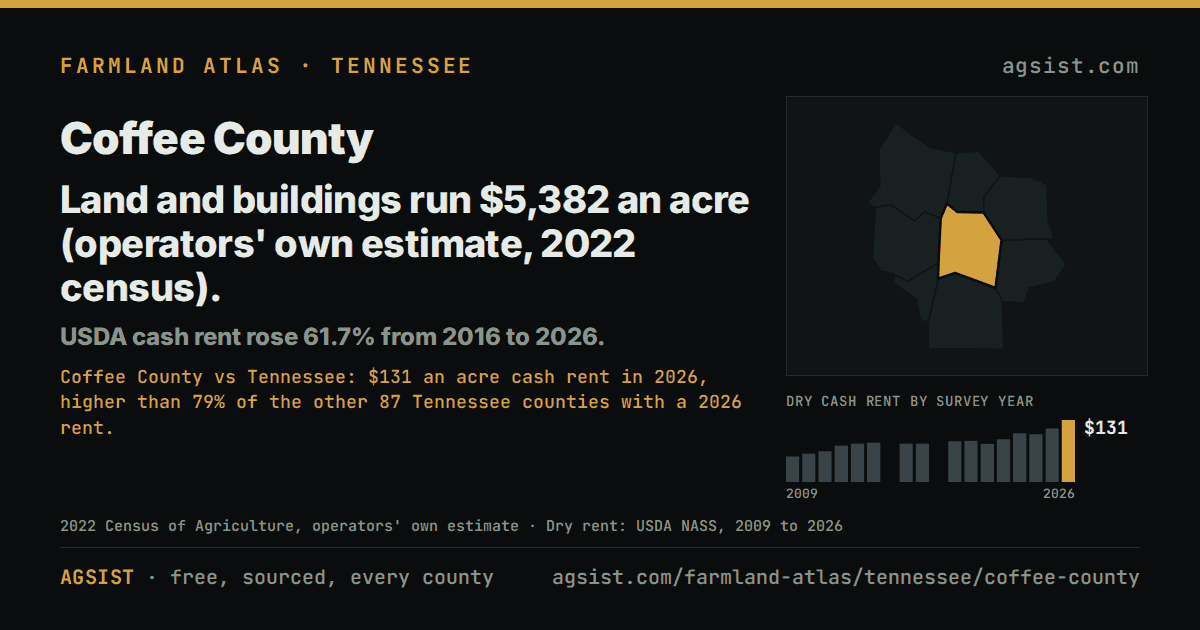 FARMLAND ATLAS · TENNESSEE
agsist.com
Coffee County
Land and buildings run $5,382 an acre
(operators' own estimate, 2022
census).
USDA cash rent rose 61.7% from 2016 to 2026.
Coffee County vs Tennessee: $131 an acre cash rent in 2026,
higher than 79% of the other 87 Tennessee counties with a 2026
rent.
DRY CASH RENT BY SURVEY YEAR
$131
2009
2026
2022 Census of Agriculture, operators' own estimate · Dry rent: USDA NASS, 2009 to 2026
AGSIST · free, sourced, every county
agsist.com/farmland-atlas/tennessee/coffee-county